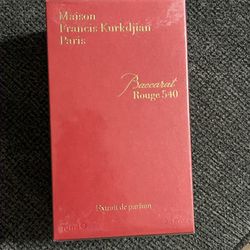 Maison
Francis Kurkdjian
Paris
Baccarat
Rouge 540
Extrait de parfum